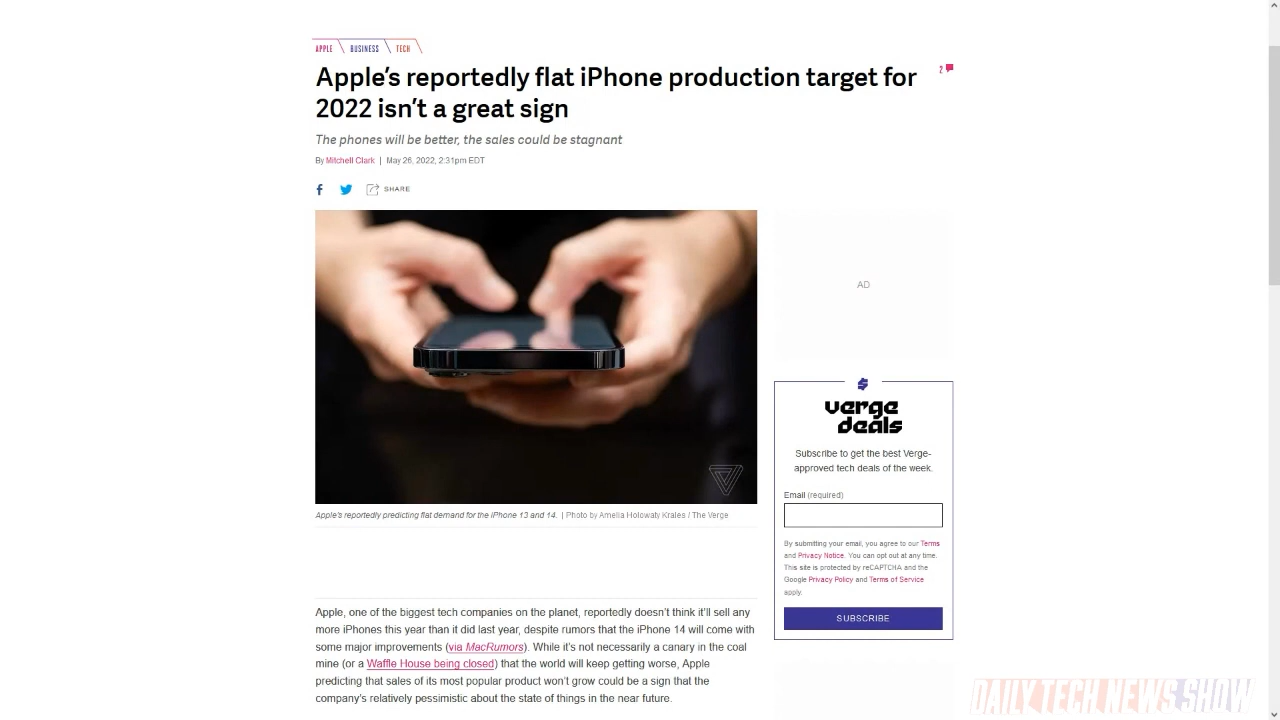 APPLE BUSINESS TECH
Apple's reportedly flat iPhone production target for
2022 isn't a great sign
2
The phones will be better, the sales could be stagnant
By Mitchell Clark | May 26, 2022, 2:31pm EDT
SHARE
Apple's reportedly predicting flat demand for the iPhone 13 and 14. | Photo by Amelia Holowaty Krales / The Verge
Apple, one of the biggest tech companies on the planet, reportedly doesn't think it'll sell any
more iPhones this year than it did last year, despite rumors that the iPhone 14 will come with
some major improvements (via MacRumors). While it's not necessarily a canary in the coal
mine (or a Waffle House being closed) that the world will keep getting worse, Apple
predicting that sales of its most popular product won't grow could be a sign that the
company's relatively pessimistic about the state of things in the near future.
AD
verge
deals
Subscribe to get the best Verge-
approved tech deals of the week.
Email (required)
By submitting your email, you agree to our Terms
and Privacy Notice. You can opt out at any time.
This site is protected by reCAPTCHA and the
Google Privacy Policy and Terms of Service
apply.
SUBSCRIBE
DAILY TECH NEWS SHOW